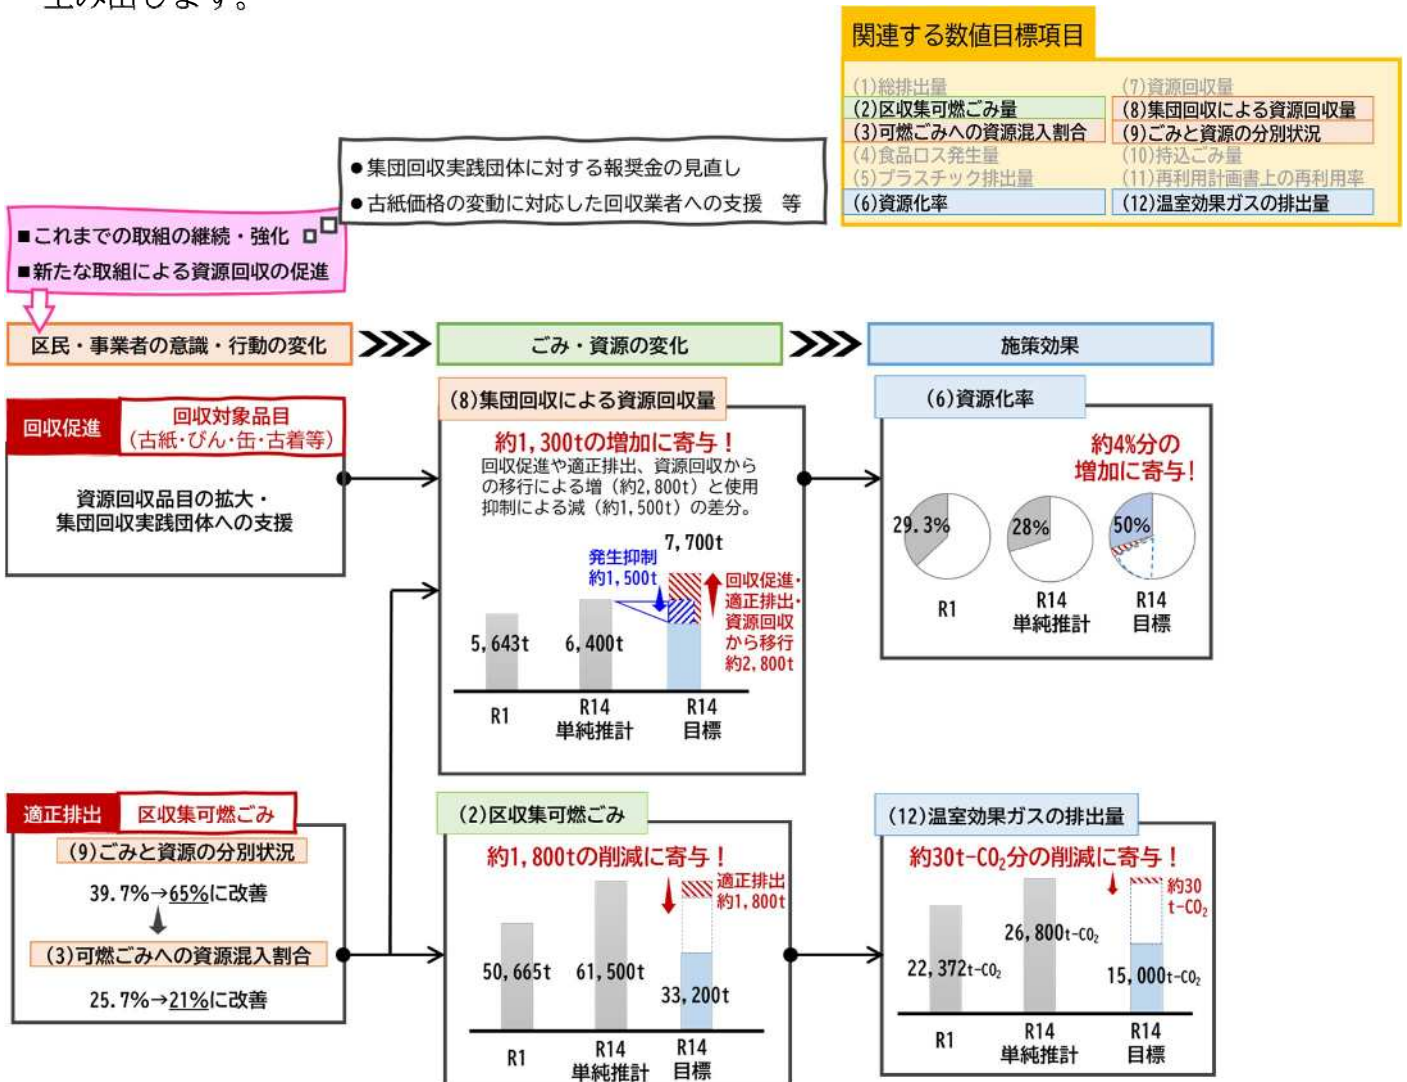 生み出します。
関連する数値目標項目
(1)総排出量
(2)区収集可燃ごみ量
(3)可燃ごみへの資源混入割合
(4)食品ロス発生量
(5)プラスチック排出量
(6)資源化率
(7)資源回収量
(8)集団回収による資源回収量
(9)ごみと資源の分別状況
(10)持込ごみ量
(11)再利用計画書上の再利用率
(12)温室効果ガスの排出量
●集団回収実践団体に対する報奨金の見直し
●古紙価格の変動に対応した回収業者への支援 等
■これまでの取組の継続・強化
■新たな取組による資源回収の促進
区民・事業者の意識・行動の変化
ごみ・資源の変化
施策効果
回収促進
回収対象品目
(古紙・びん・缶・古着等)
資源回収品目の拡大・
集団回収実践団体への支援
(8)集団回収による資源回収量
約1,300tの増加に寄与！
回収促進や適正排出、資源回収から
の移行による増（約2,800t）と使用
抑制による減（約1,500t）の差分。
7,700t
発生抑制
約1,500t
回収促進・
適正排出・
資源回収
から移行
約2,800t
5,643t
6,400t
R1
R14
単純推計
R14
目標
(6)資源化率
約4%分の
増加に寄与！
29.3%
28%
50%
R1
R14
単純推計
R14
目標
適正排出
区収集可燃ごみ
(9)ごみと資源の分別状況
39.7%→65%に改善
(3)可燃ごみへの資源混入割合
25.7%→21%に改善
(2)区収集可燃ごみ
約1,800tの削減に寄与！
適正排出
約1,800t
50,665t
61,500t
33,200t
R1
R14
単純推計
R14
目標
(12)温室効果ガスの排出量
約30t-CO₂分の削減に寄与！
約30
t-CO₂
26,800t-CO₂
22,372t-CO₂
15,000t-CO₂
R1
R14
単純推計
R14
目標